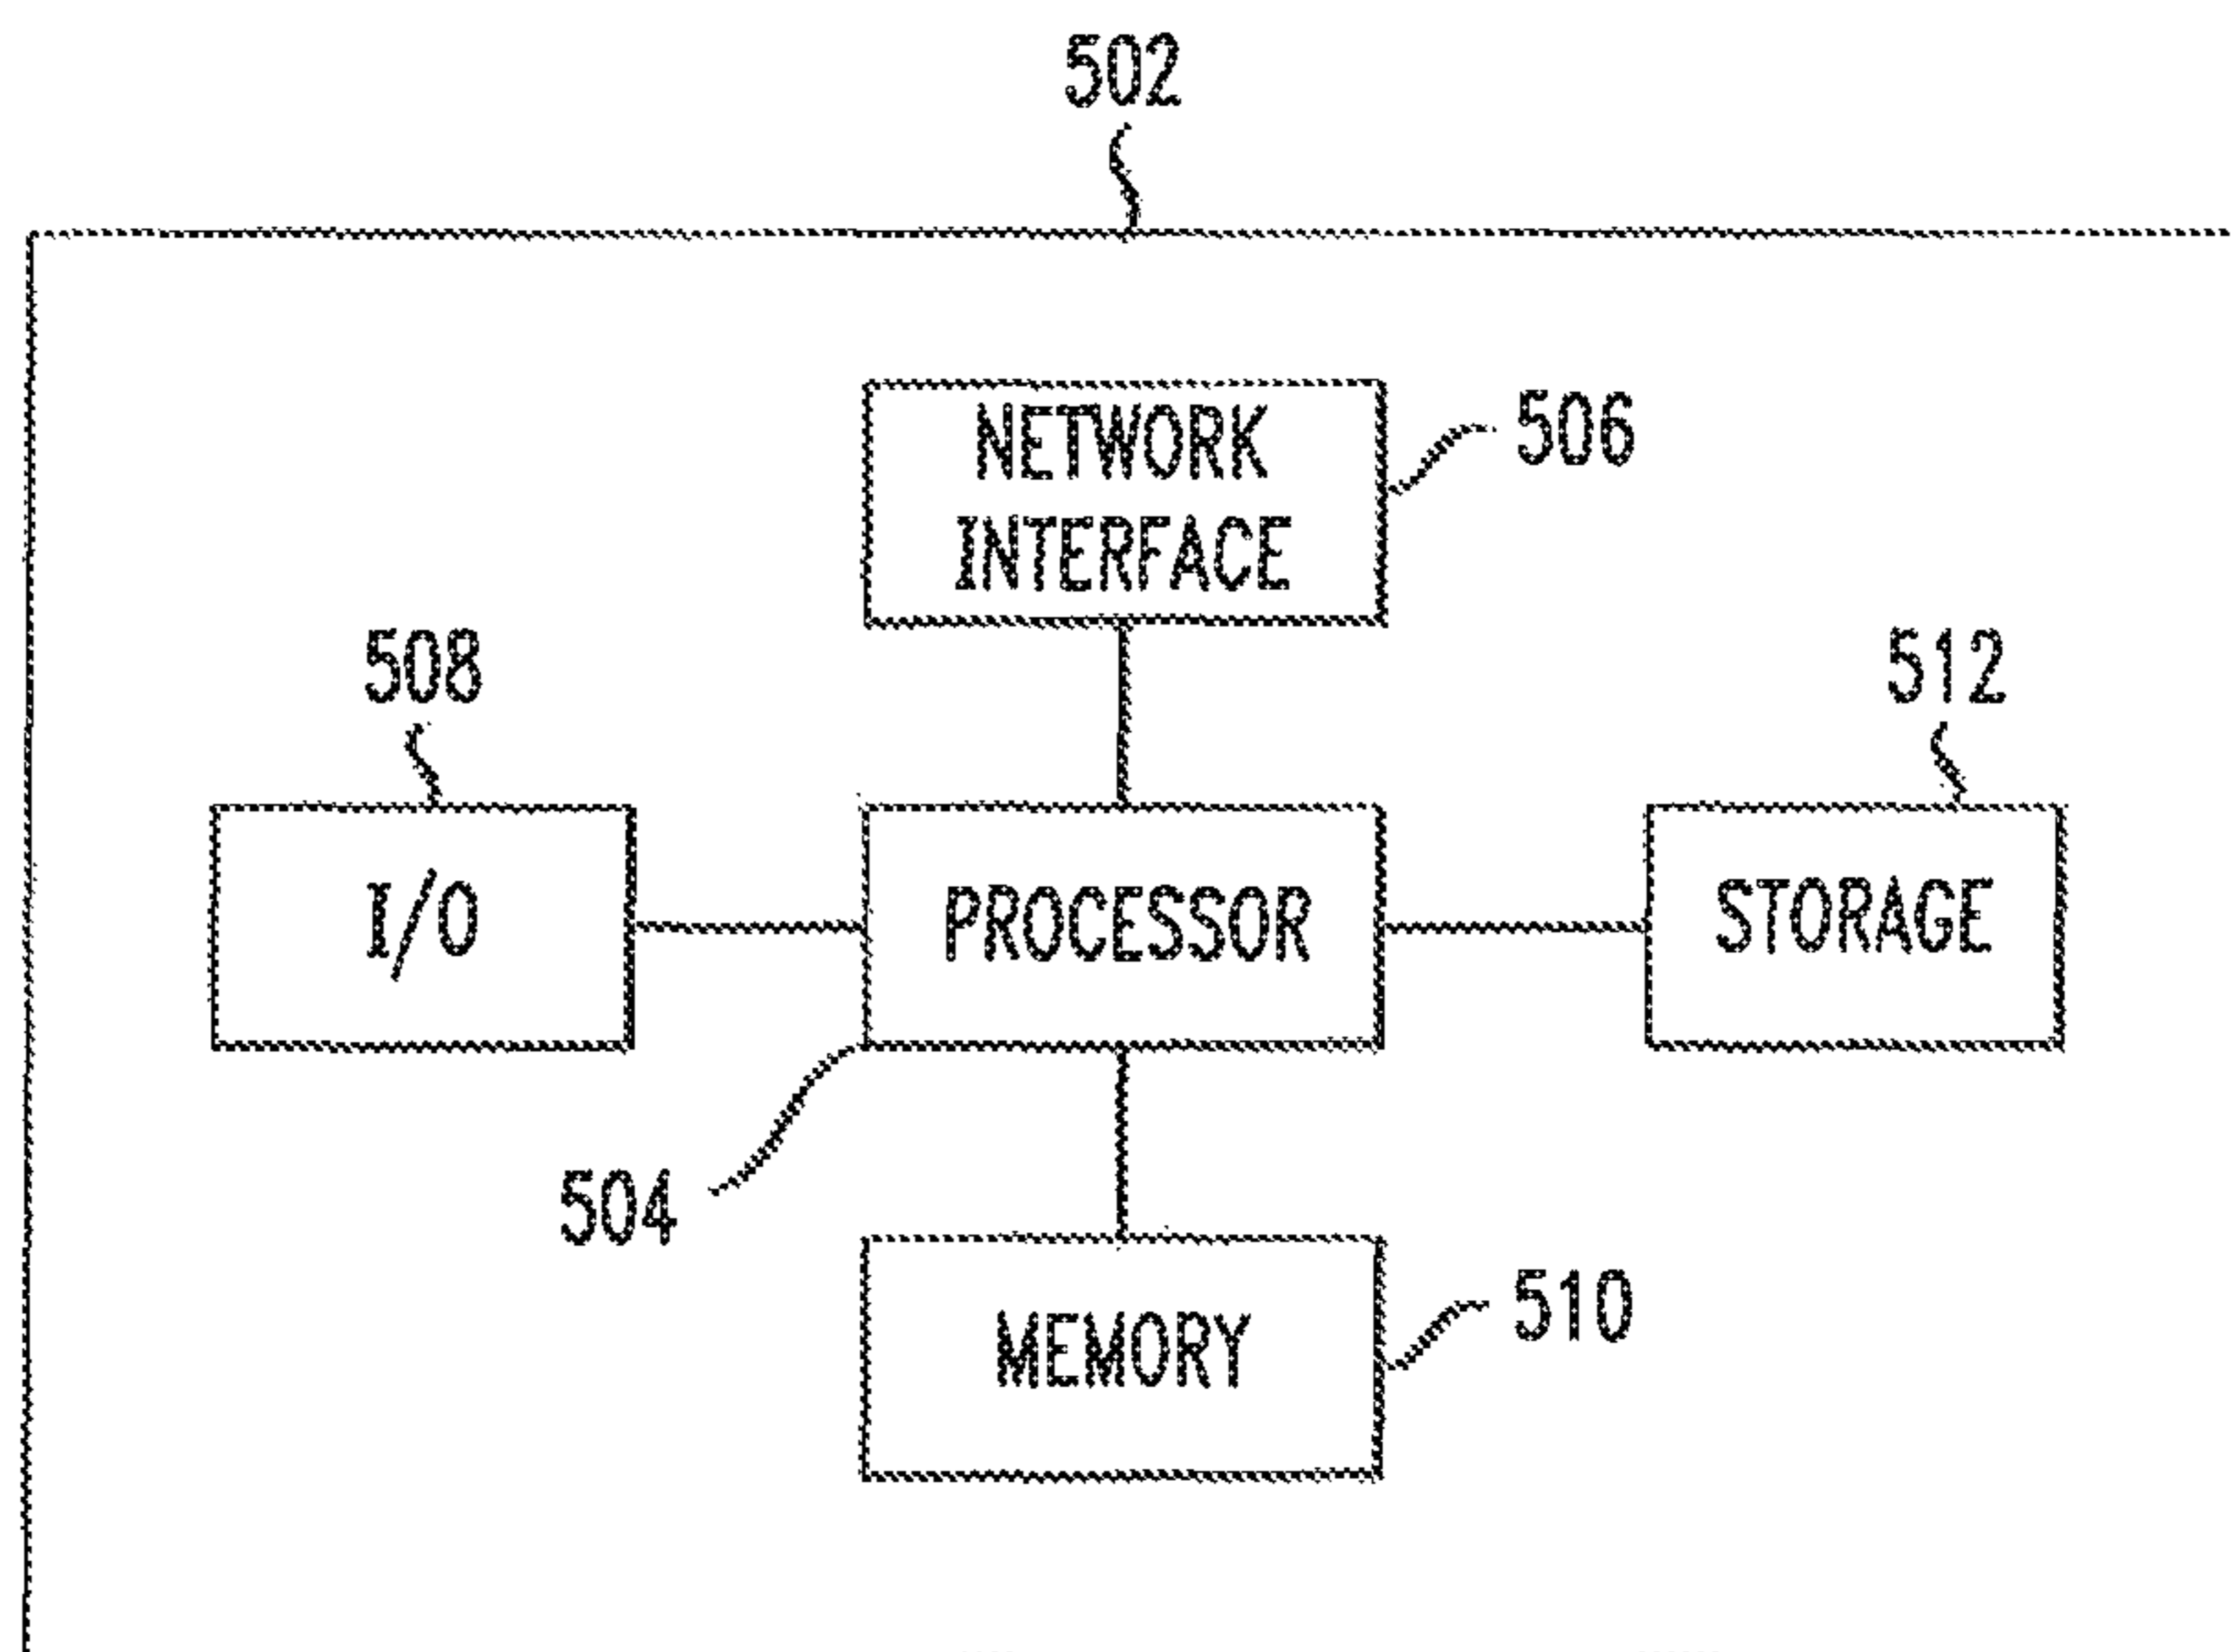 502
NETWORK
INTERFACE
506
508
512
I/O
PROCESSOR
STORAGE
504
MEMORY
510